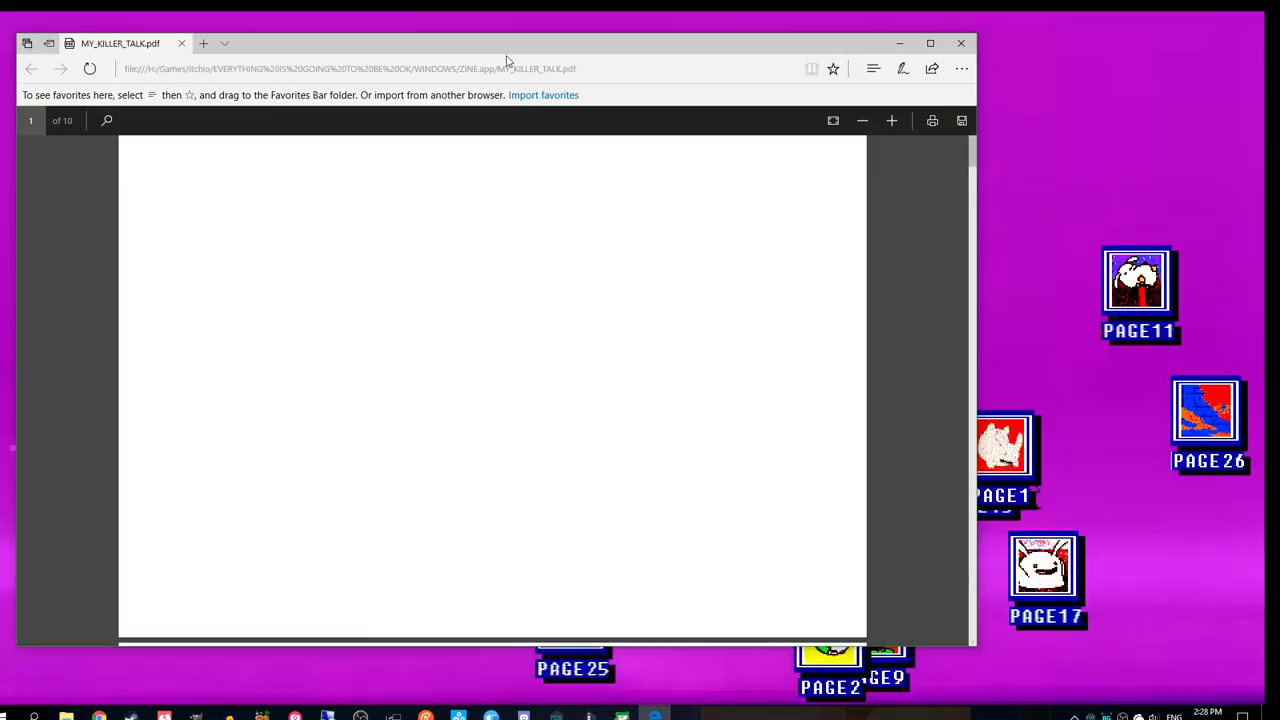 MY_KILLER_TALK.pdf
file:///H:/Games/itchio/EVERYTHING%20IS%20GOING%20TO%20BE%20OK/WINDOWS/ZINE.app/MY_KILLER_TALK.pdf
To see favorites here, select then ☆, and drag to the Favorites Bar folder. Or import from another browser. Import favorites
1 of 10
PAGE11
PAGE26
PAGE1
PAGE17
PAGE25
PAGE2
PAGE9
ENG
2:28 PM